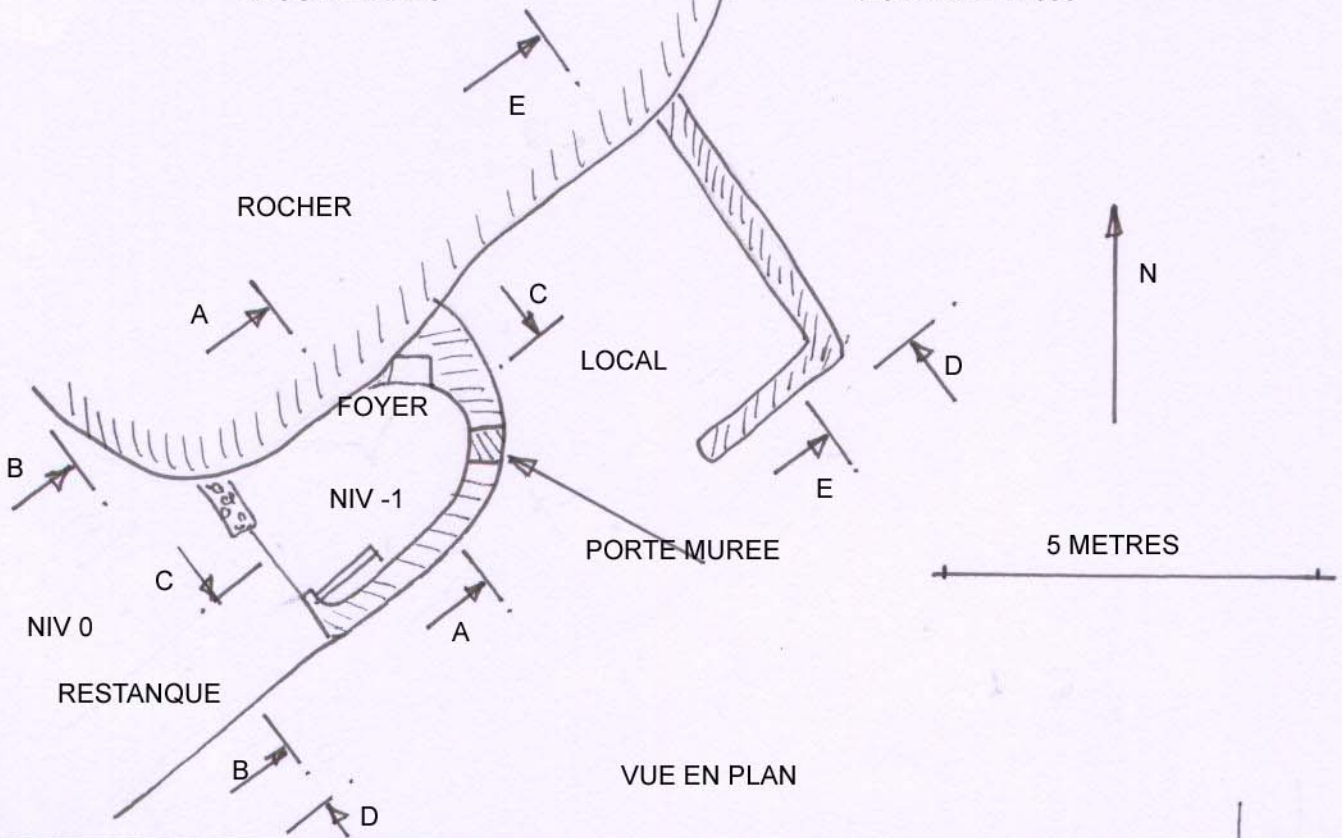 E
ROCHER
A
C
N
LOCAL
D
FOYER
B
E
NIV -1
PORTE MUREE
5 METRES
C
NIV 0
A
RESTANQUE
B
VUE EN PLAN
D